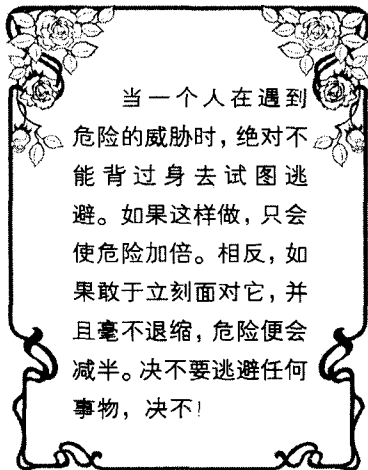 当一个人在遇到
危险的威胁时，绝对不
能背过身去试图逃
避。如果这样做，只会
使危险加倍。相反，如
果敢于立刻面对它，并
且毫不退缩，危险便会
减半。决不要逃避任何
事物，决不！